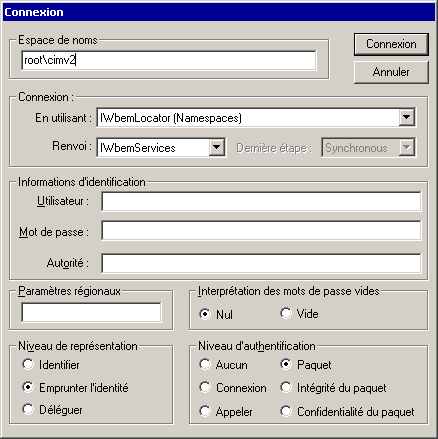 Connexion
Espace de noms
root\cimv2
Connexion
Annuler
Connexion :
En utilisant : IWbemLocator (Namespaces)
Renvoi : IWbemServices Dernière étape : Synchronous
Informations d'identification
Utilisateur :
Mot de passe :
Autorité :
Paramètres régionaux
Interprétation des mots de passe vides
Nul Vide
Niveau de représentation
Identifier
Emprunter l'identité
Déléguer
Niveau d'authentification
Aucun Paquet
Connexion Intégrité du paquet
Appeler Confidentialité du paquet